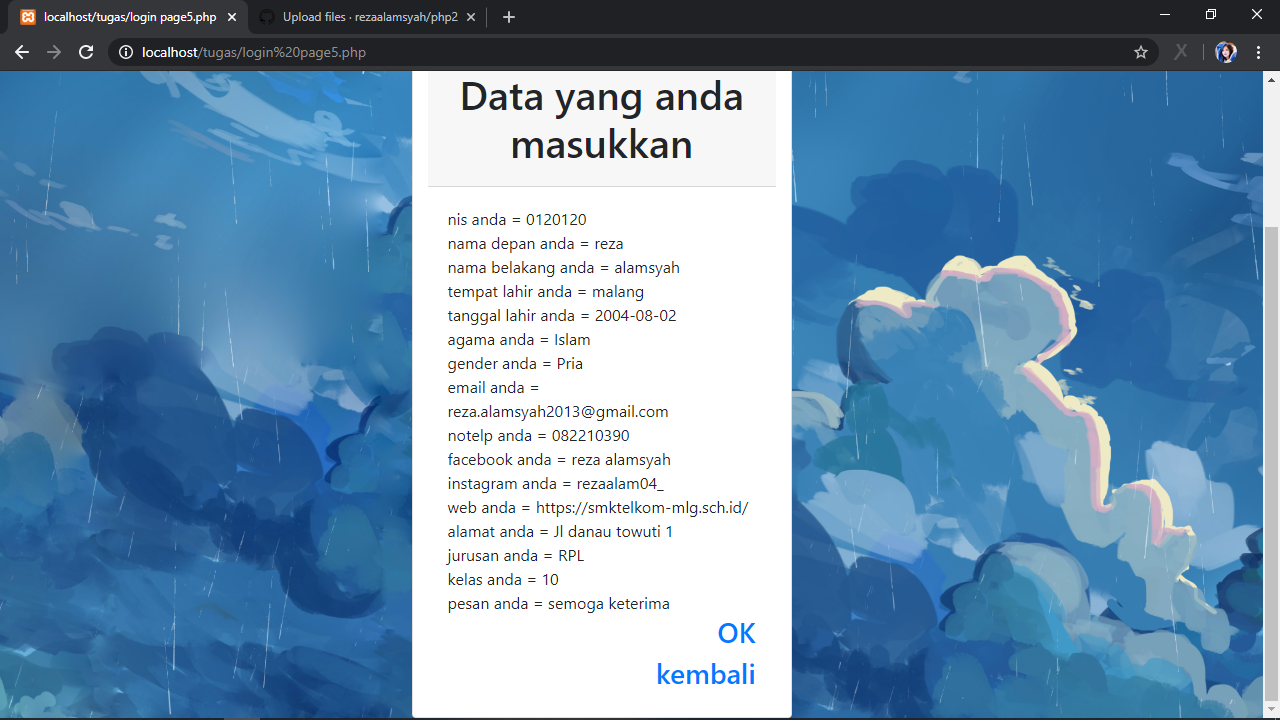 localhost/tugas/login page5.php
Upload files · rezaalamsyah/php2
localhost/tugas/login%20page5.php
Data yang anda
masukkan
nis anda = 0120120
nama depan anda = reza
nama belakang anda = alamsyah
tempat lahir anda = malang
tanggal lahir anda = 2004-08-02
agama anda = Islam
gender anda = Pria
email anda =
reza.alamsyah2013@gmail.com
notelp anda = 082210390
facebook anda = reza alamsyah
instagram anda = rezaalam04_
web anda = https://smktelkom-mlg.sch.id/
alamat anda = Jl danau towuti 1
jurusan anda = RPL
kelas anda = 10
pesan anda = semoga keterima
OK
kembali